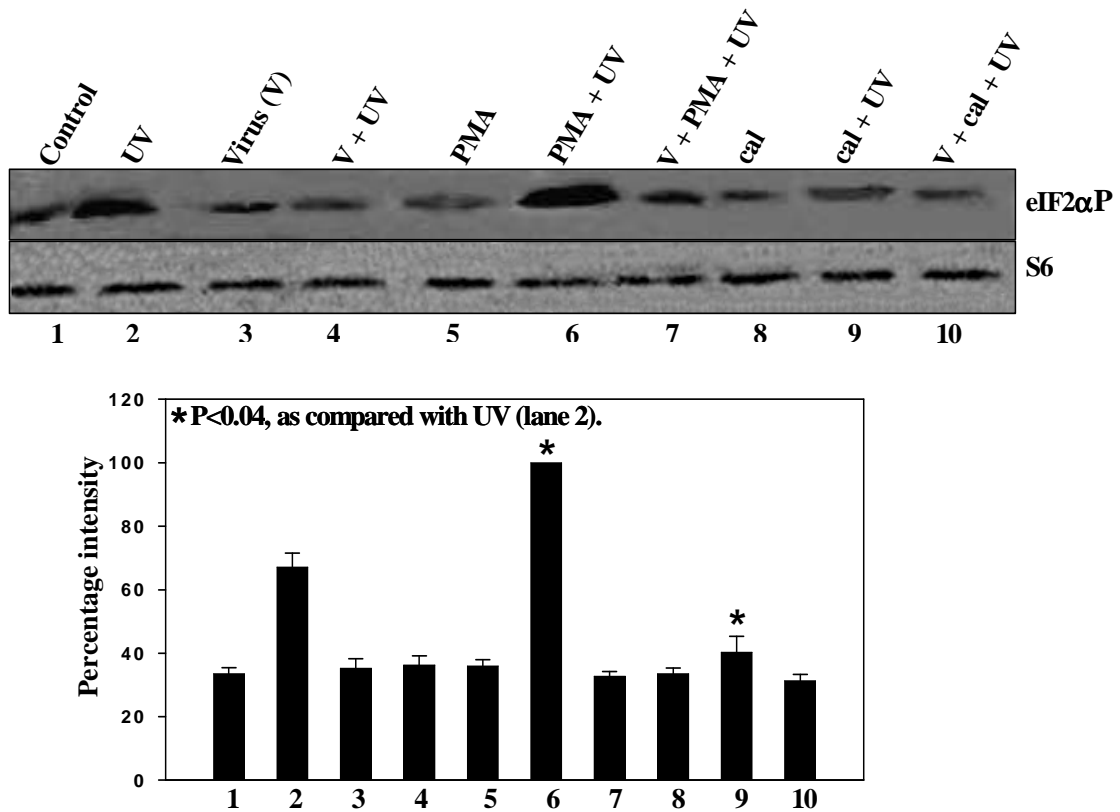 Control UV Virus (V) V + UV PMA PMA + UV V + PMA + UV cal cal + UV V + cal + UV
eIF2αP
S6
1 2 3 4 5 6 7 8 9 10
120
* P<0.04, as compared with UV (lane 2).
100
80
60
40
20
0
Percentage intensity
* *
1 2 3 4 5 6 7 8 9 10